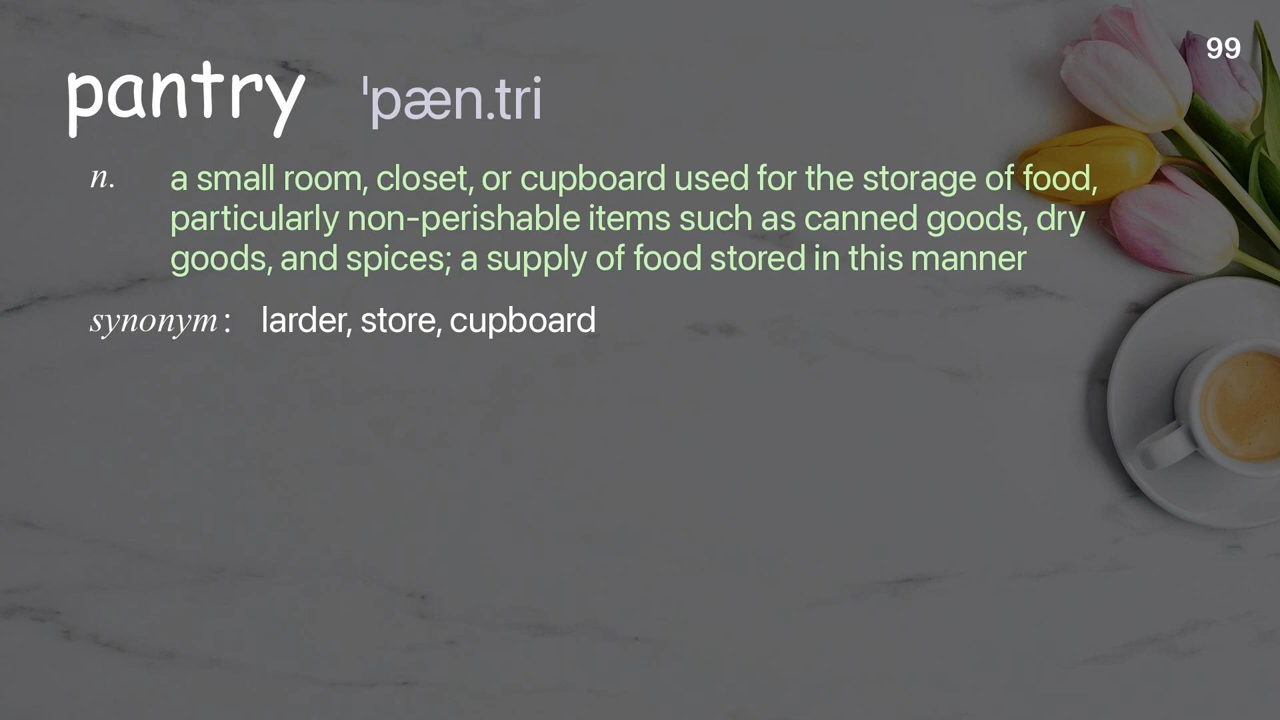 99
pantry ˈpæn.tri
n. a small room, closet, or cupboard used for the storage of food,
particularly non-perishable items such as canned goods, dry
goods, and spices; a supply of food stored in this manner
synonym: larder, store, cupboard